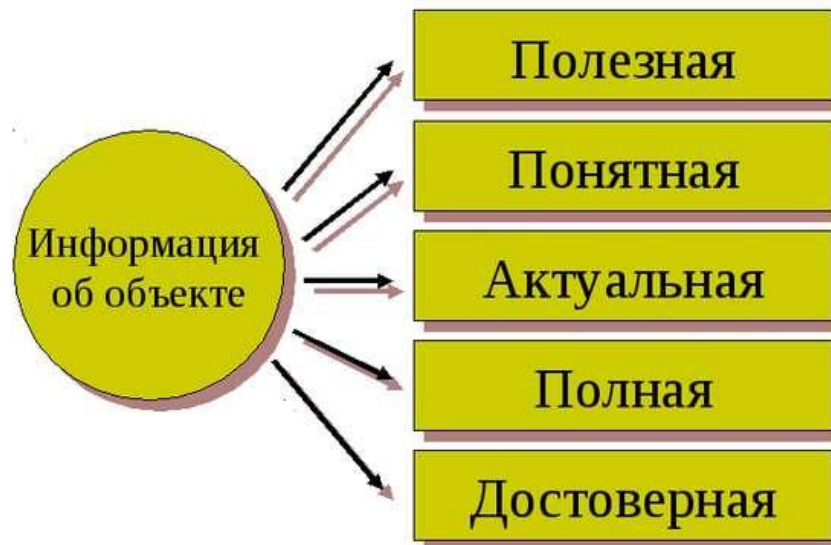 Информация
об объекте
Полезная
Понятная
Актуальная
Полная
Достоверная